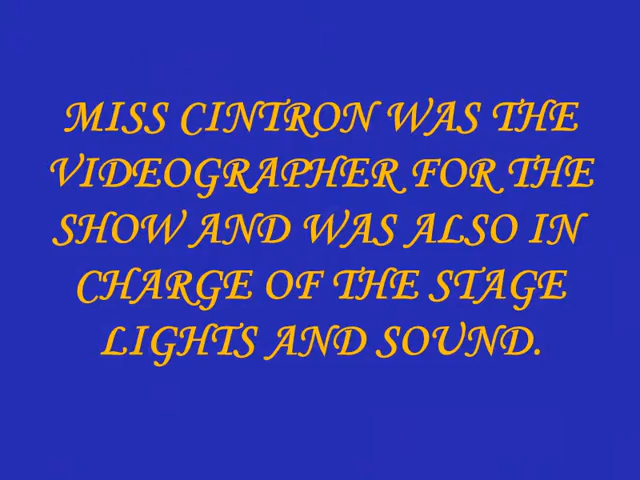 MISS CINTRON WAS THE
VIDEOGRAPHER FOR THE
SHOW AND WAS ALSO IN
CHARGE OF THE STAGE
LIGHTS AND SOUND.